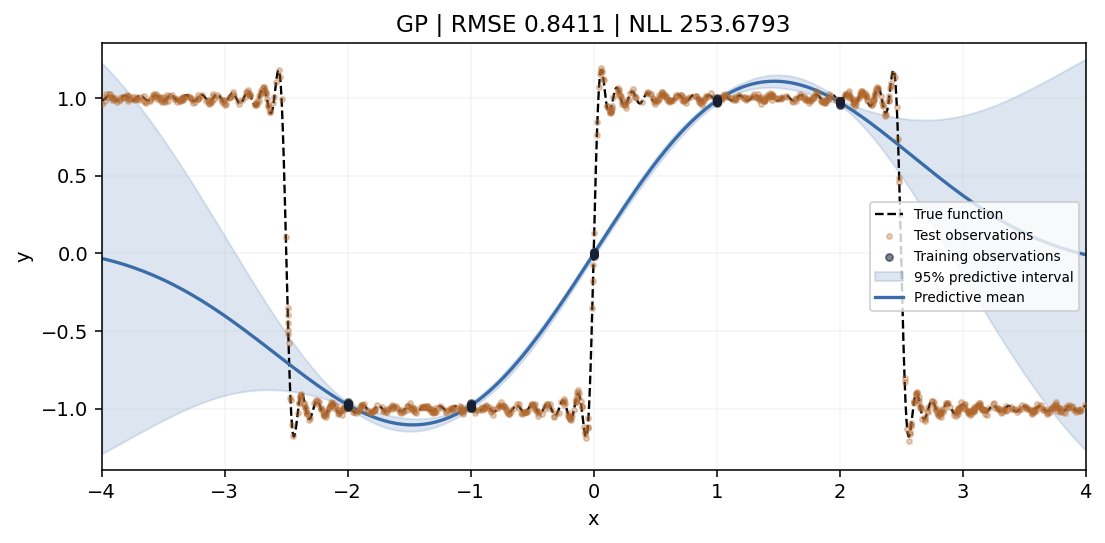 GP | RMSE 0.8411 | NLL 253.6793
1.0
0.5
0.0
−0.5
−1.0
y
True function
Test observations
Training observations
95% predictive interval
Predictive mean
−4 −3 −2 −1 0 1 2 3 4
x